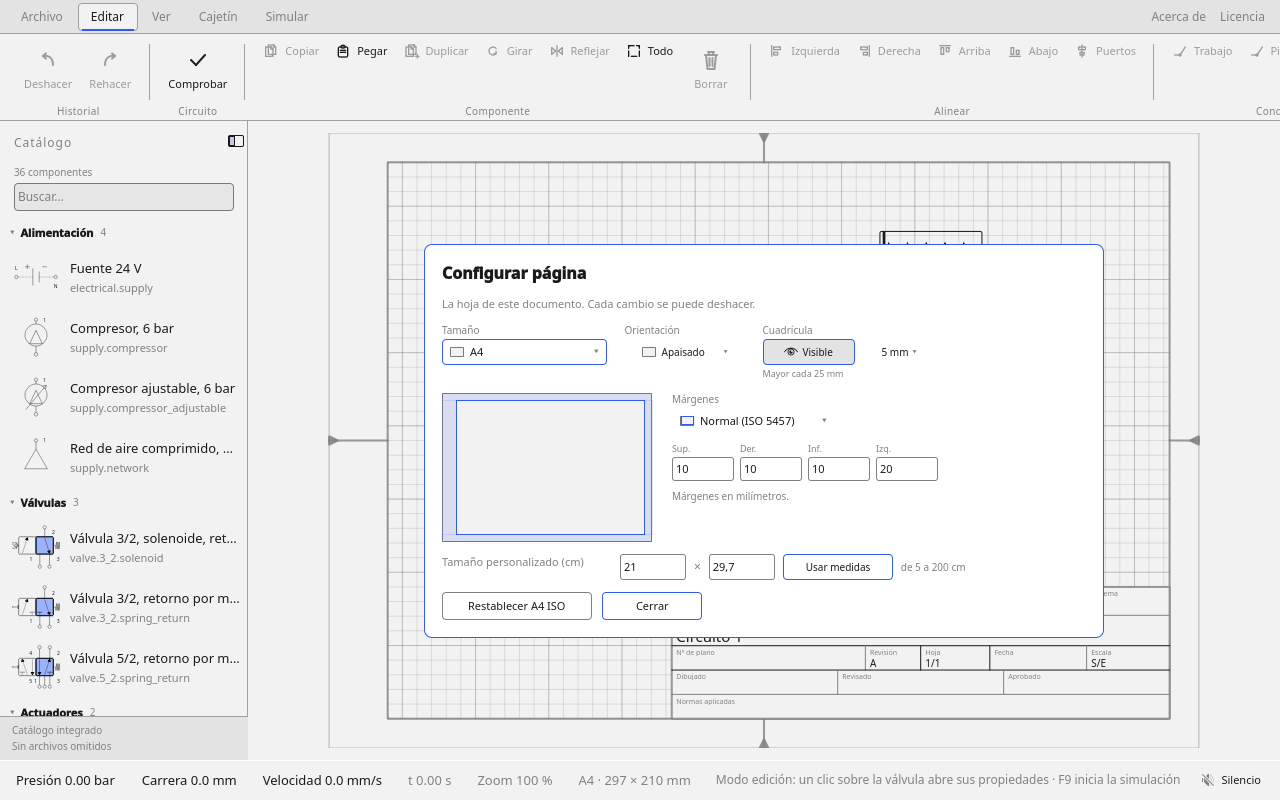 Archivo Editar Ver Cajetín Simular Acerca de Licencia
Copiar Pegar Duplicar Girar Reflejar Todo Izquierda Derecha Arriba Abajo Puertos Trabajo
Deshacer Rehacer Comprobar Borrar
Historial Circuito Componente Alinear
Catálogo
36 componentes
Buscar...
Alimentación 4
Fuente 24 V
electrical.supply
Compresor, 6 bar
supply.compressor
Compresor ajustable, 6 bar
supply.compressor_adjustable
Red de aire comprimido, ...
supply.network
Válvulas 3
Válvula 3/2, solenoide, ret...
valve.3_2.solenoid
Válvula 3/2, retorno por m...
valve.3_2.spring_return
Válvula 5/2, retorno por m...
valve.5_2.spring_return
Actuadores 2
Catálogo integrado
Sin archivos omitidos
Configurar página
La hoja de este documento. Cada cambio se puede deshacer.
Tamaño Orientación Cuadrícula
A4 Apaisado Visible 5 mm
Mayor cada 25 mm
Márgenes
Normal (ISO 5457)
Sup. Der. Inf. Izq.
10 10 10 20
Márgenes en milímetros.
Tamaño personalizado (cm) 21 × 29,7 Usar medidas de 5 a 200 cm
Restablecer A4 ISO Cerrar
Circuito 1
Nº de plano Revisión Hoja Fecha Escala
A 1/1 S/E
Dibujado Revisado Aprobado
Normas aplicadas
Presión 0.00 bar Carrera 0.0 mm Velocidad 0.0 mm/s t 0.00 s Zoom 100 % A4 · 297 × 210 mm Modo edición: un clic sobre la válvula abre sus propiedades · F9 inicia la simulación Silencio